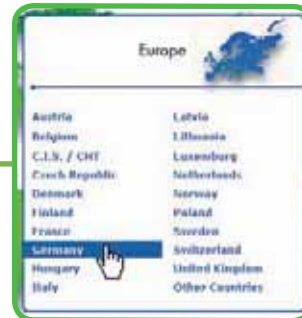 Europe
Austria
Belgium
C.I.S. / CHT
Czech Republic
Denmark
Finland
France
Germany
Hungary
Italy
Latvia
Lithuania
Luxemburg
Netherlands
Norway
Poland
Sweden
Switzerland
United Kingdom
Other Countries